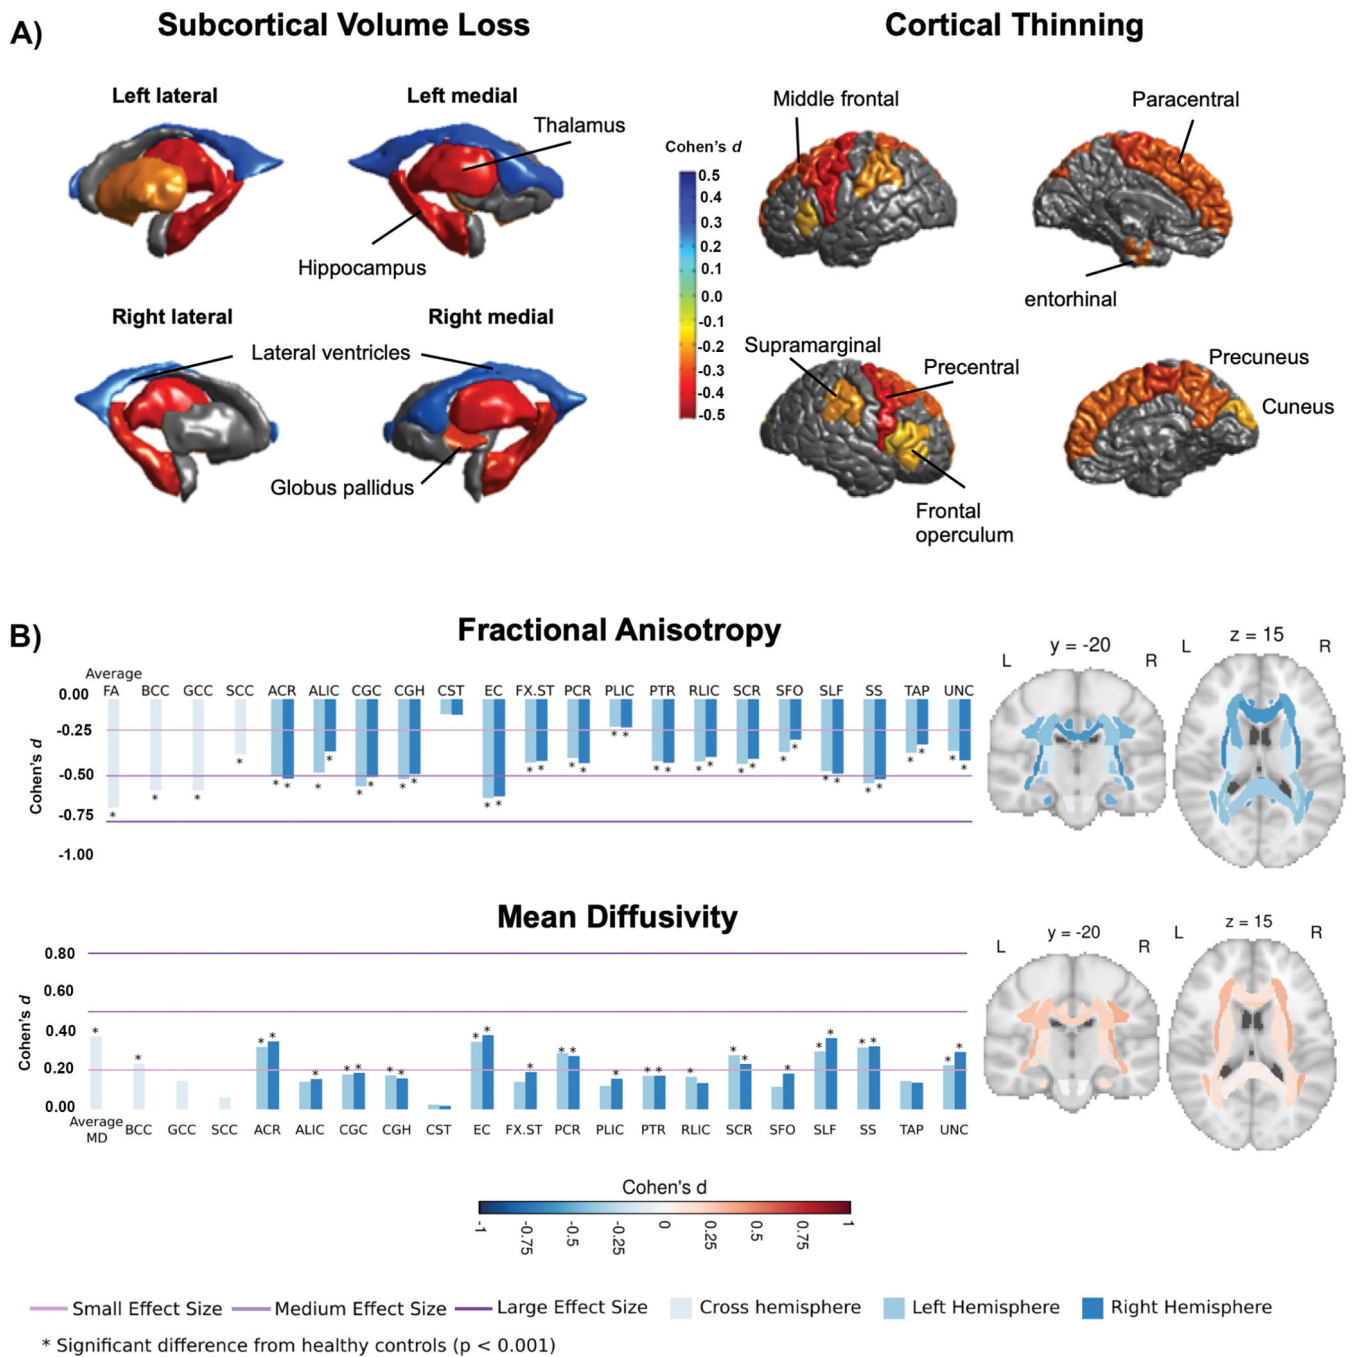 A)
Subcortical Volume Loss
Cortical Thinning
Left lateral
Left medial
Thalamus
Hippocampus
Right lateral
Right medial
Lateral ventricles
Globus pallidus
Cohen's d
0.5
0.4
0.3
0.2
0.1
0.0
-0.1
-0.2
-0.3
-0.4
-0.5
Middle frontal
Paracentral
entorhinal
Supramarginal
Precentral
Precuneus
Cuneus
Frontal
operculum
B)
Fractional Anisotropy
Average
FA BCC GCC SCC ACR ALIC CGC CGH CST EC FX.ST PCR PLIC PTR RLIC SCR SFO SLF SS TAP UNC
Cohen's d
0.00
-0.25
-0.50
-0.75
-1.00
* * * * * * * * * * * * * * * * * * * * * * * * * * * * * * * * * * * *
L y = -20 R
L z = 15 R
Mean Diffusivity
Cohen's d
0.80
0.60
0.40
0.20
0.00
* * * * * * * * * * * * * * * * * * * * * * * * * * *
Average
MD BCC GCC SCC ACR ALIC CGC CGH CST EC FX.ST PCR PLIC PTR RLIC SCR SFO SLF SS TAP UNC
L y = -20 R
L z = 15 R
Cohen's d
-1 -0.75 -0.5 -0.25 0 0.25 0.5 0.75 1
Small Effect Size Medium Effect Size Large Effect Size Cross hemisphere Left Hemisphere Right Hemisphere
* Significant difference from healthy controls (p < 0.001)